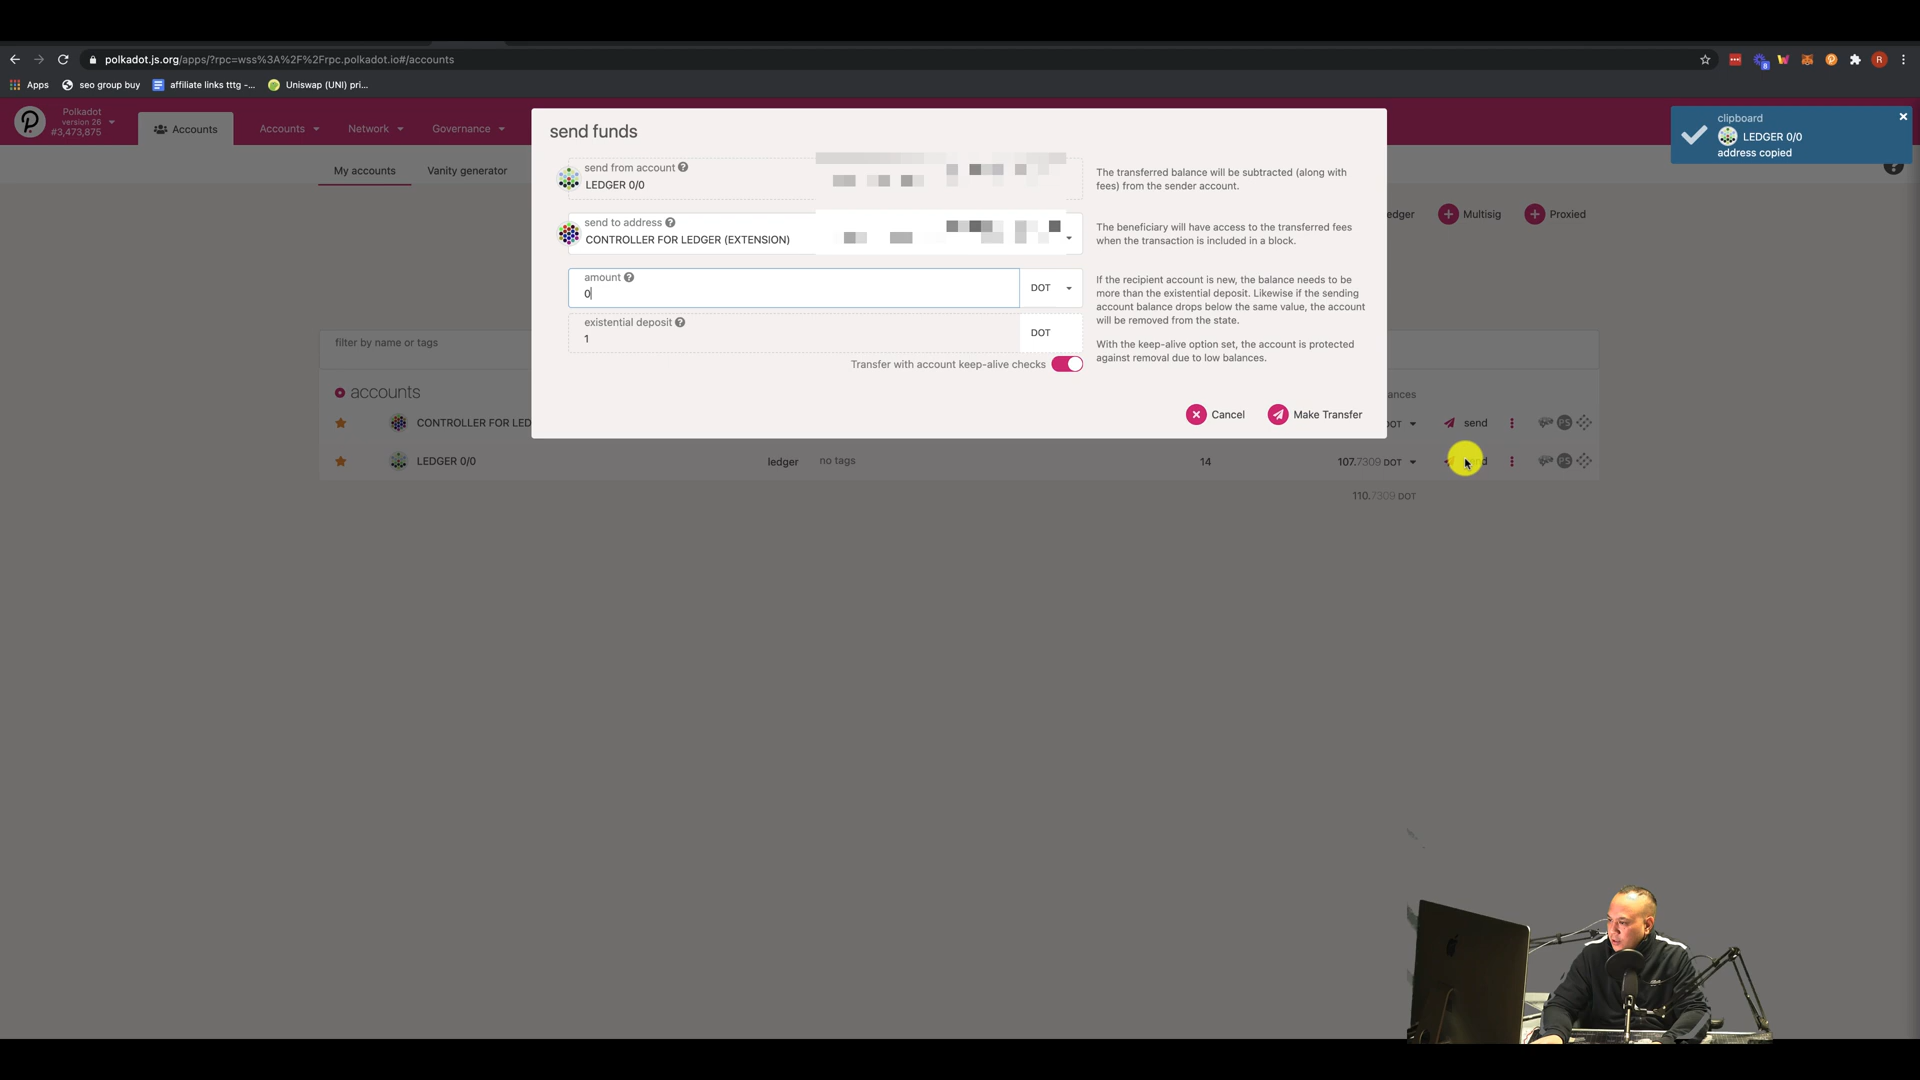 polkadot.js.org/apps/?rpc=wss%3A%2F%2Frpc.polkadot.io#/accounts
Apps
seo group buy
affiliate links tttg -...
Uniswap (UNI) pri...
8
R
Polkadot
version 26
#3,473,875
Accounts
Accounts
Network
Governance
My accounts
Vanity generator
clipboard
LEDGER 0/0
address copied
send funds
send from account
LEDGER 0/0
The transferred balance will be subtracted (along with
fees) from the sender account.
send to address
CONTROLLER FOR LEDGER (EXTENSION)
The beneficiary will have access to the transferred fees
when the transaction is included in a block.
edger
Multisig
Proxied
amount
0
DOT
If the recipient account is new, the balance needs to be
more than the existential deposit. Likewise if the sending
account balance drops below the same value, the account
will be removed from the state.
existential deposit
1
DOT
With the keep-alive option set, the account is protected
against removal due to low balances.
Transfer with account keep-alive checks
Cancel
Make Transfer
filter by name or tags
accounts
ances
CONTROLLER FOR LED
DOT
send
LEDGER 0/0
ledger
no tags
14
107.7309 DOT
110.7309 DOT